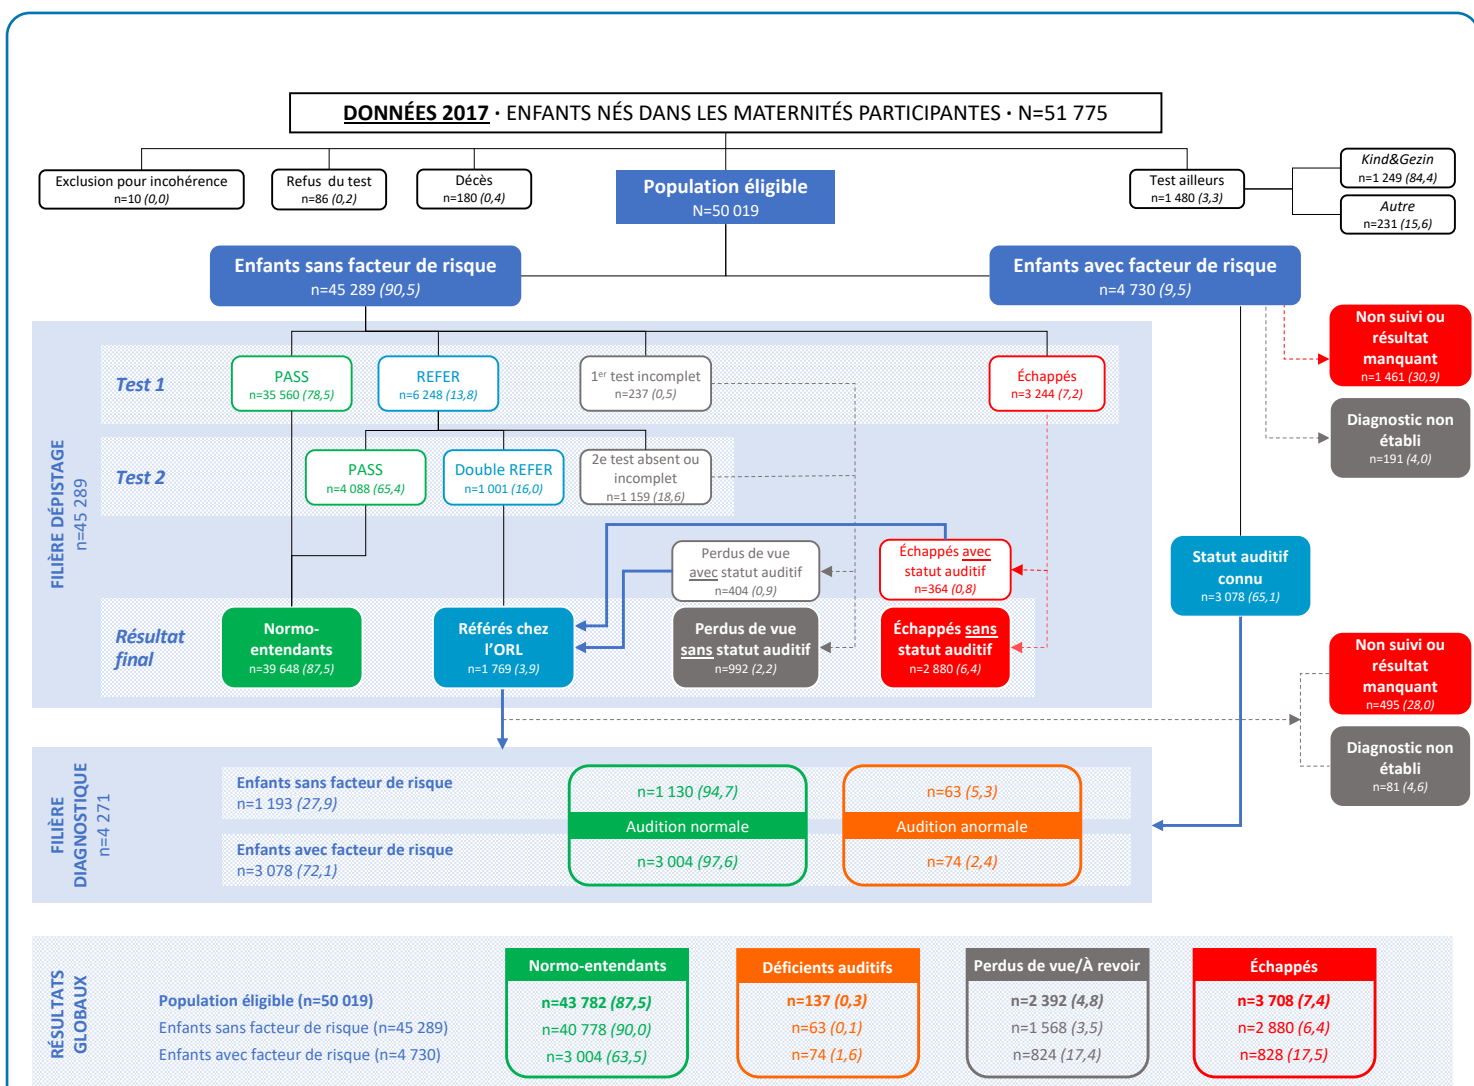 DONNÉES 2017 · ENFANTS NÉS DANS LES MATERNITÉS PARTICIPANTES · N=51 775
Exclusion pour incohérence
n=10 (0,0)
Refus du test
n=86 (0,2)
Décès
n=180 (0,4)
Population éligible
N=50 019
Test ailleurs
n=1 480 (3,3)
Kind&Gezin
n=1 249 (84,4)
Autre
n=231 (15,6)
Enfants sans facteur de risque
n=45 289 (90,5)
Enfants avec facteur de risque
n=4 730 (9,5)
Non suivi ou
résultat
manquant
n=1 461 (30,9)
Diagnostic non
établi
n=191 (4,0)
FILIÈRE DÉPISTAGE
n=45 289
Test 1
PASS
n=35 560 (78,5)
REFER
n=6 248 (13,8)
1er test incomplet
n=237 (0,5)
Échappés
n=3 244 (7,2)
Test 2
PASS
n=4 088 (65,4)
Double REFER
n=1 001 (16,0)
2e test absent ou
incomplet
n=1 159 (18,6)
Perdus de vue
avec statut auditif
n=404 (0,9)
Échappés avec
statut auditif
n=364 (0,8)
Statut auditif
connu
n=3 078 (65,1)
Résultat
final
Normo-
entendants
n=39 648 (87,5)
Référés chez
l'ORL
n=1 769 (3,9)
Perdus de vue
sans statut auditif
n=992 (2,2)
Échappés sans
statut auditif
n=2 880 (6,4)
Non suivi ou
résultat
manquant
n=495 (28,0)
Diagnostic non
établi
n=81 (4,6)
FILIÈRE
DIAGNOSTIQUE
n=4 271
Enfants sans facteur de risque
n=1 193 (27,9)
n=1 130 (94,7)
n=63 (5,3)
Audition normale
Audition anormale
Enfants avec facteur de risque
n=3 078 (72,1)
n=3 004 (97,6)
n=74 (2,4)
RÉSULTATS
GLOBAUX
Normo-entendants
Déficients auditifs
Perdus de vue/À revoir
Échappés
Population éligible (n=50 019)
n=43 782 (87,5)
n=137 (0,3)
n=2 392 (4,8)
n=3 708 (7,4)
Enfants sans facteur de risque (n=45 289)
n=40 778 (90,0)
n=63 (0,1)
n=1 568 (3,5)
n=2 880 (6,4)
Enfants avec facteur de risque (n=4 730)
n=3 004 (63,5)
n=74 (1,6)
n=824 (17,4)
n=828 (17,5)